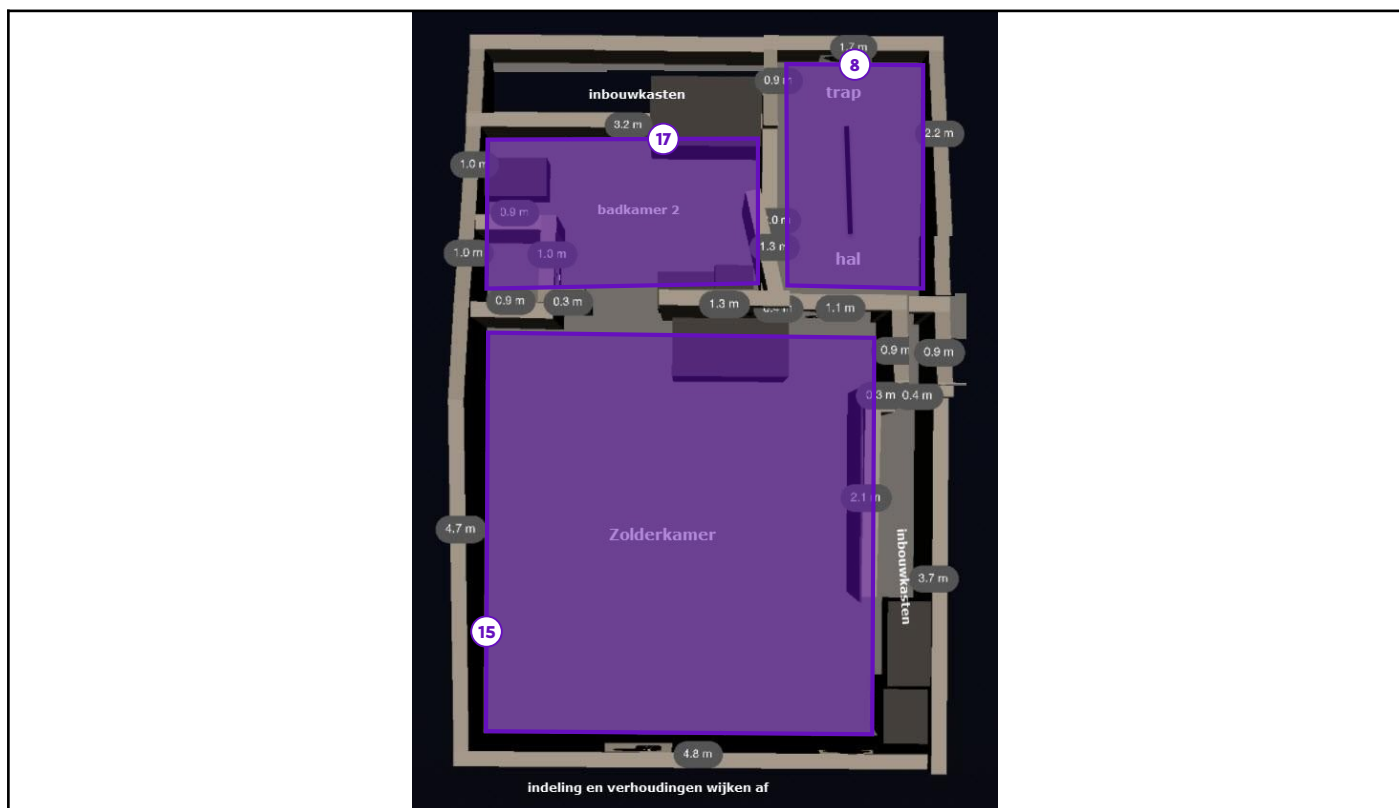 1.7 m
8
0.9 m
trap
inbouwkasten
3.2 m
2.2 m
17
1.0 m
badkamer 2
0.9 m
1.3 m
1.0 m
1.0 m
hal
0.9 m
0.3 m
1.3 m
1.1 m
0.9 m
0.9 m
0.3 m
0.4 m
2.1 m
4.7 m
Zolderkamer
inbouwkasten
3.7 m
15
4.8 m
indeling en verhoudingen wijken af